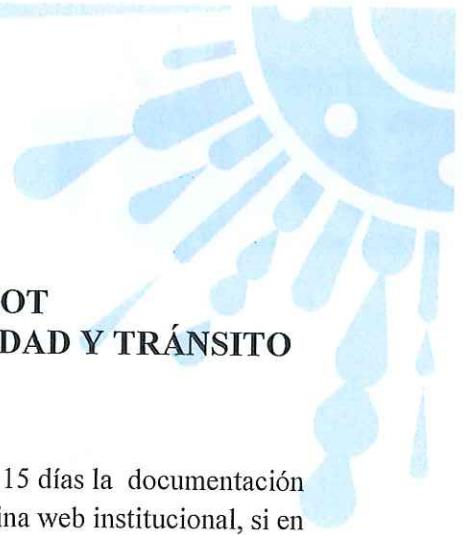 OT
DAD Y TRÁNSITO
15 días la documentación
ina web institucional, si en